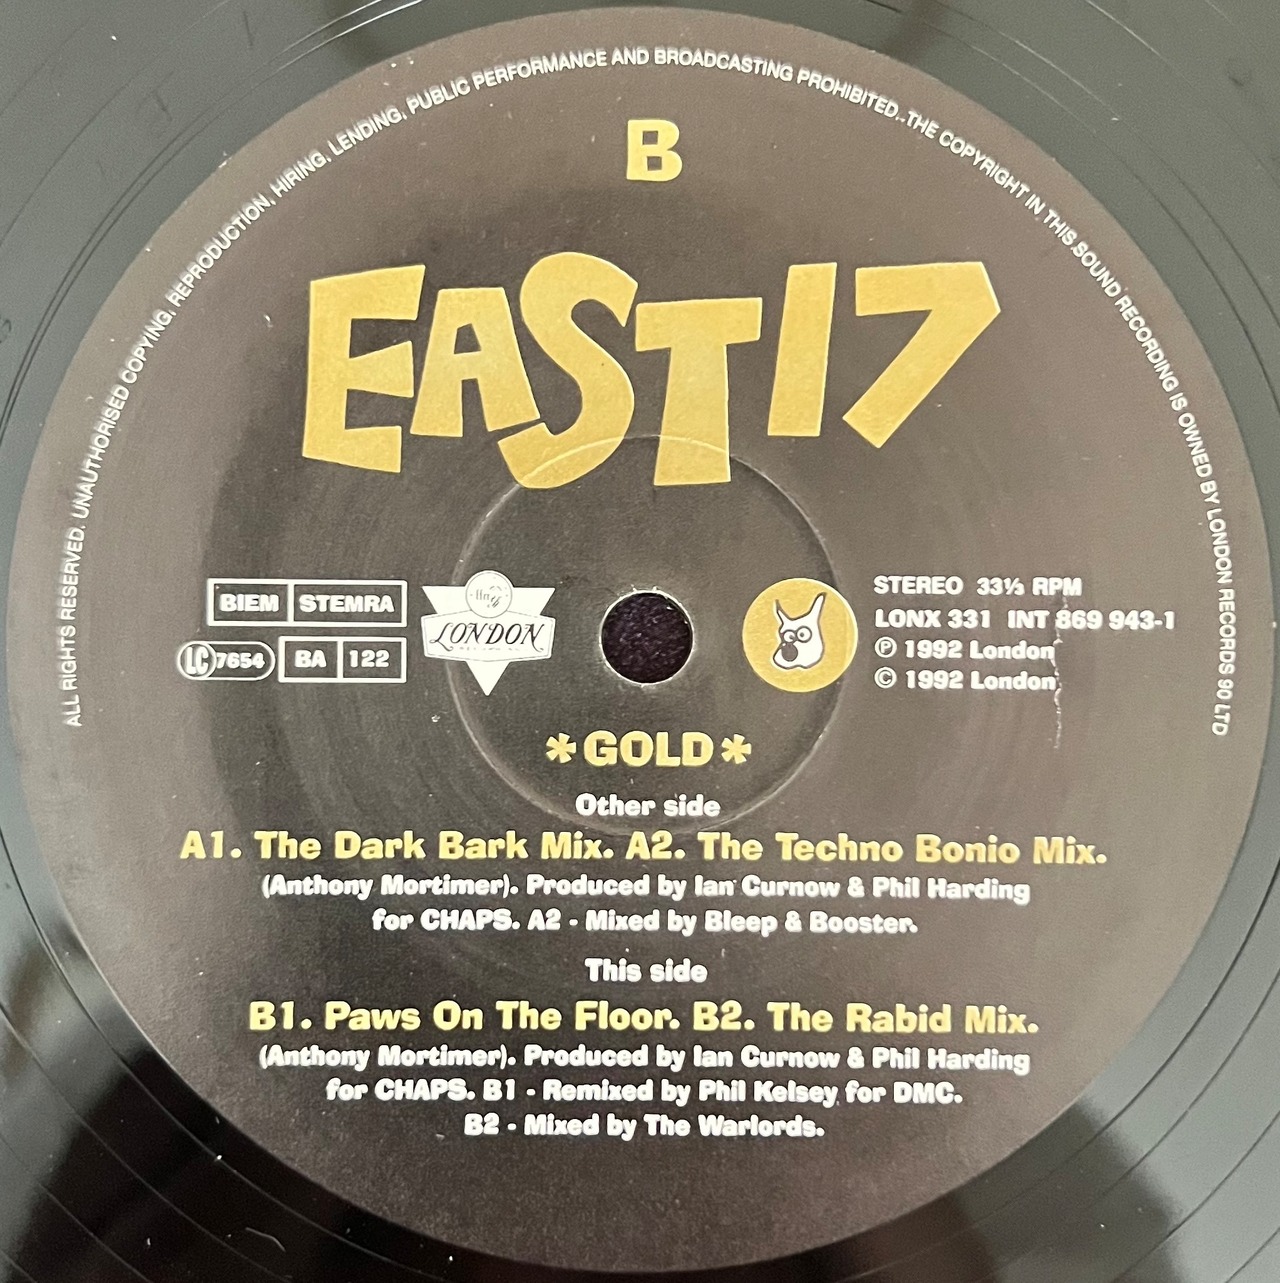 ALL RIGHTS RESERVED. UNAUTHORISED COPYING, REPRODUCTION, HIRING, LENDING, PUBLIC PERFORMANCE AND BROADCASTING PROHIBITED. THE COPYRIGHT IN THIS SOUND RECORDING IS OWNED BY LONDON RECORDS 90 LTD
B
EAST 17
BIEM STEMRA
LC 7654 BA 122
LONDON
STEREO 33⅓ RPM
LONX 331 INT 869 943-1
℗ 1992 London
© 1992 London
*GOLD*
Other side
A1. The Dark Bark Mix. A2. The Techno Bonio Mix.
(Anthony Mortimer). Produced by Ian Curnow & Phil Harding
for CHAPS. A2 - Mixed by Bleep & Booster.
This side
B1. Paws On The Floor. B2. The Rabid Mix.
(Anthony Mortimer). Produced by Ian Curnow & Phil Harding
for CHAPS. B1 - Remixed by Phil Kelsey for DMC.
B2 - Mixed by The Warlords.